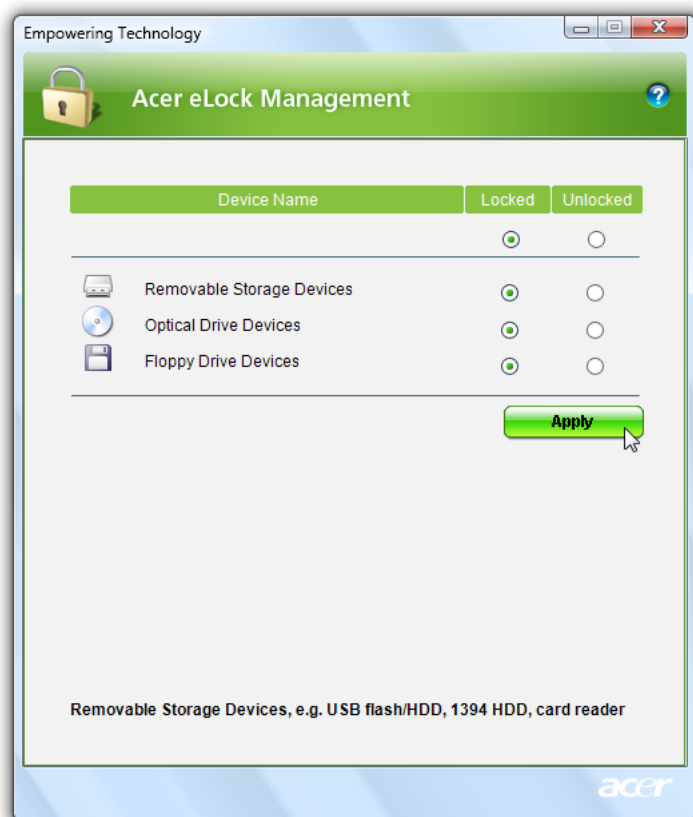 Empowering Technology
Acer eLock Management
Device Name Locked Unlocked
Removable Storage Devices
Optical Drive Devices
Floppy Drive Devices
Apply
Removable Storage Devices, e.g. USB flash/HDD, 1394 HDD, card reader
acer